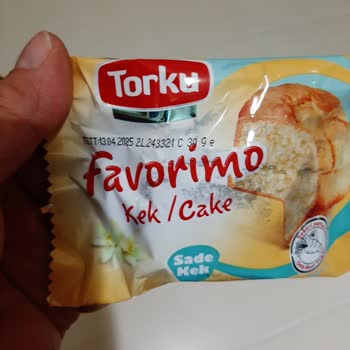 Torku
TETT:13.04.2025 2L243321 C 30 g e
Favorimo
Kek / Cake
Sade
Kek